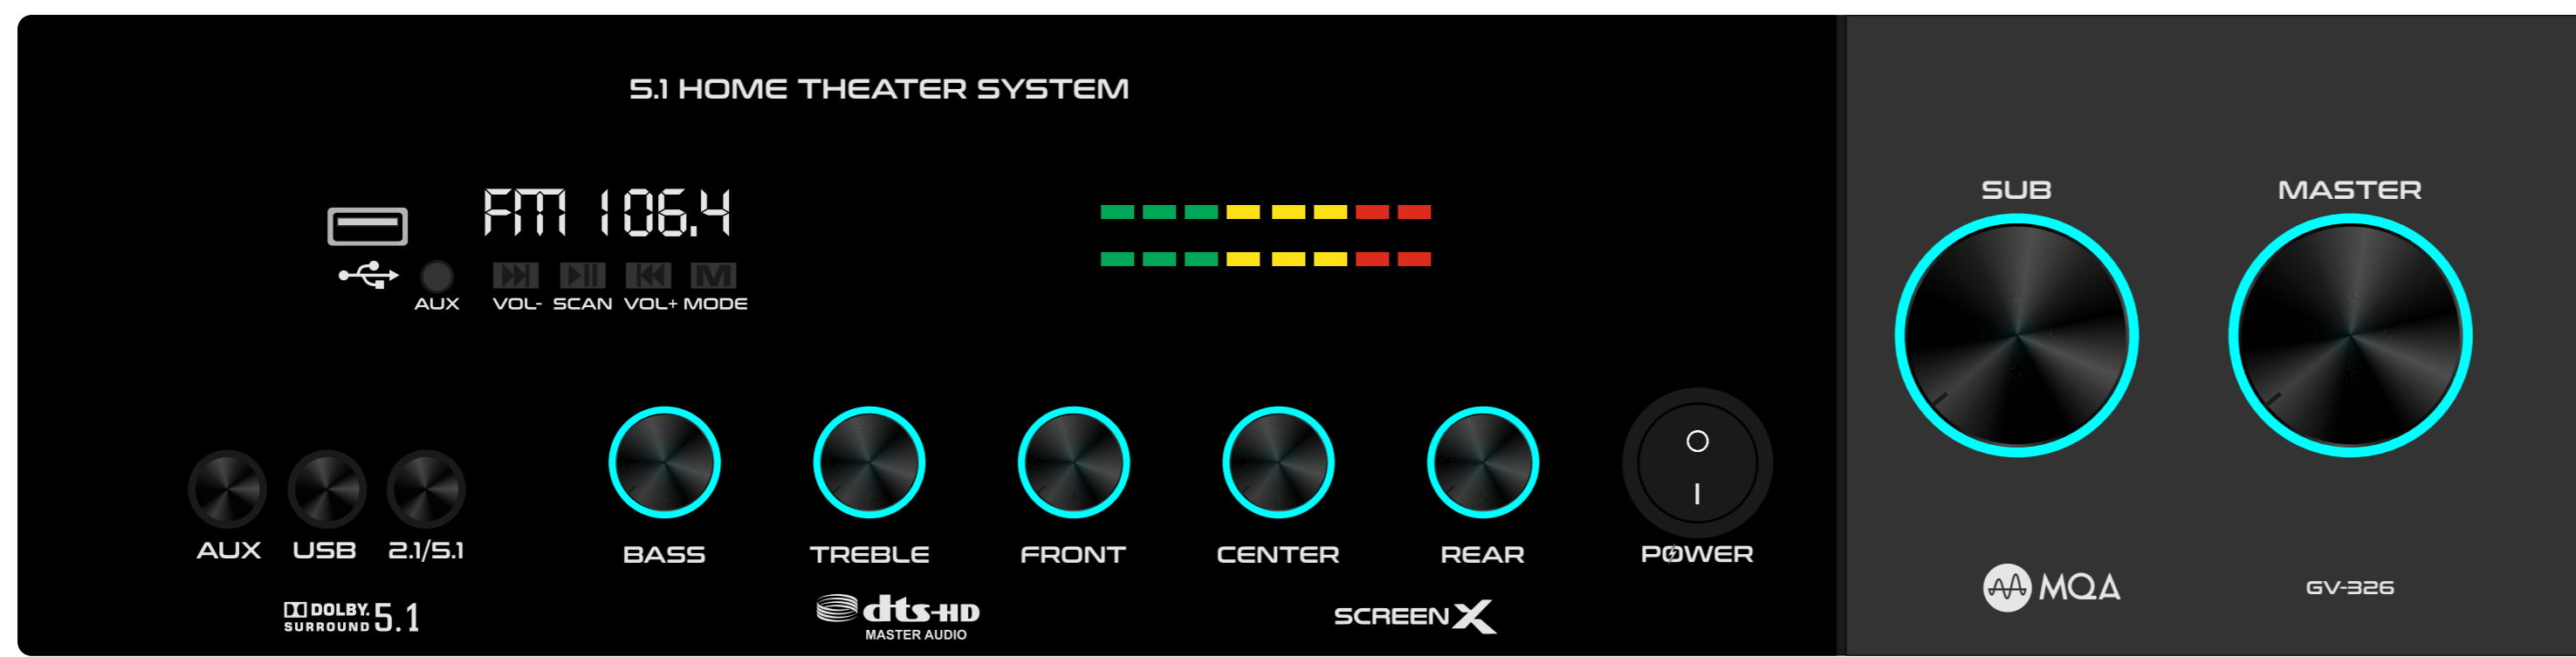 5.1 HOME THEATER SYSTEM
FM 106.4
AUX VOL- SCAN VOL+ MODE
M
SUB MASTER
AUX USB 2.1/5.1
BASS TREBLE FRONT CENTER REAR POWER
DOLBY.
SURROUND 5.1
dts-HD
MASTER AUDIO
SCREENX
MQA
GV-326